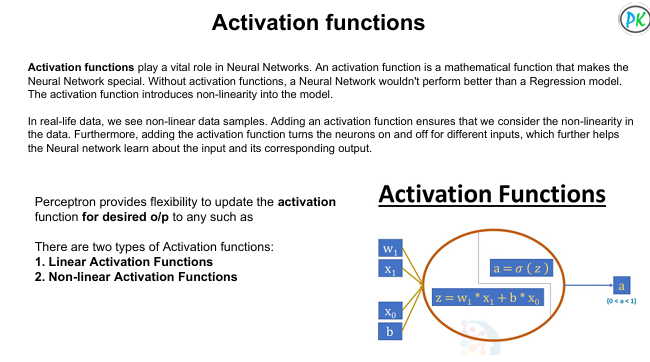 Activation functions
PK
Activation functions play a vital role in Neural Networks. An activation function is a mathematical function that makes the
Neural Network special. Without activation functions, a Neural Network wouldn't perform better than a Regression model.
The activation function introduces non-linearity into the model.
In real-life data, we see non-linear data samples. Adding an activation function ensures that we consider the non-linearity in
the data. Furthermore, adding the activation function turns the neurons on and off for different inputs, which further helps
the Neural network learn about the input and its corresponding output.
Perceptron provides flexibility to update the activation
function for desired o/p to any such as
There are two types of Activation functions:
1. Linear Activation Functions
2. Non-linear Activation Functions
Activation Functions
w₁
x₁
x₀
b
a = σ ( z )
z = w₁ * x₁ + b * x₀
a
(0 < a < 1)